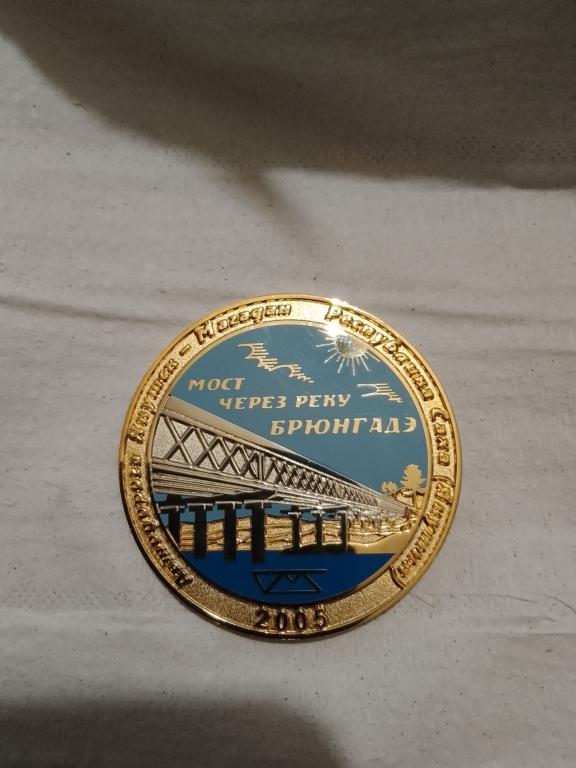 Автодорога Якутск - Магадан Республика Саха (Якутия)
МОСТ
ЧЕРЕЗ РЕКУ
БРЮНГАДЭ
2005